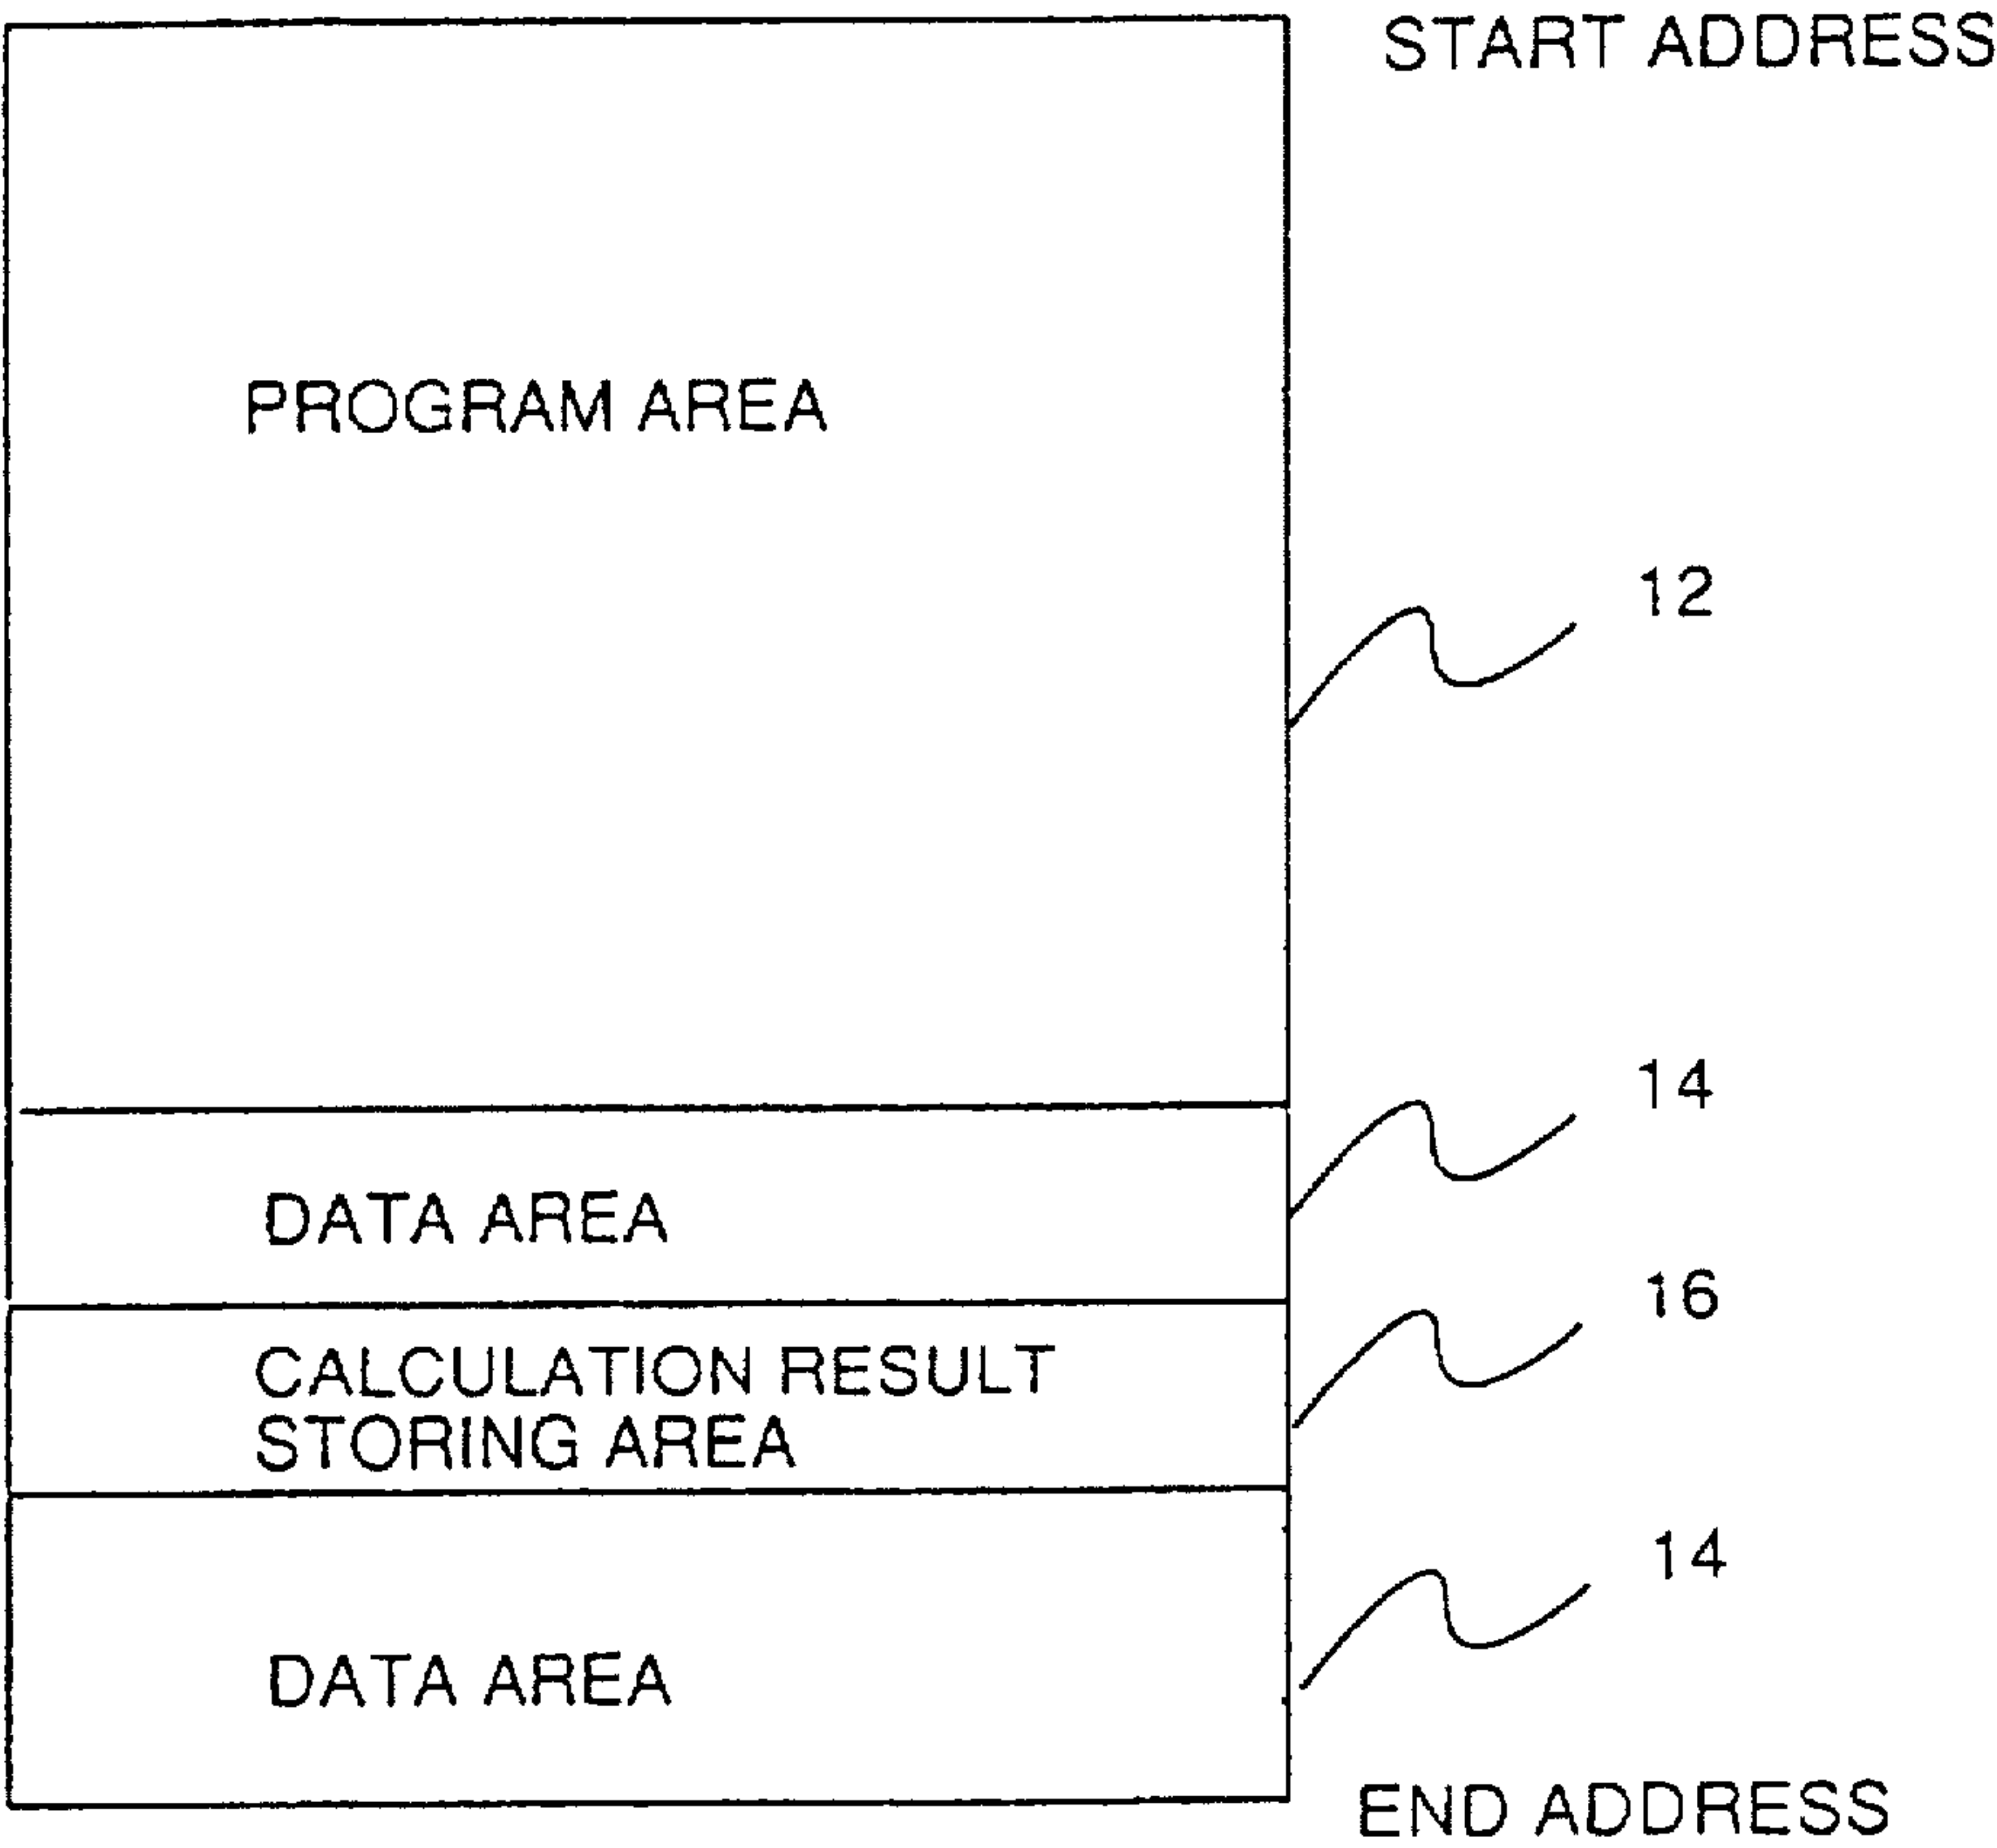 START ADDRESS
PROGRAM AREA
12
14
DATA AREA
16
CALCULATION RESULT
STORING AREA
14
DATA AREA
END ADDRESS